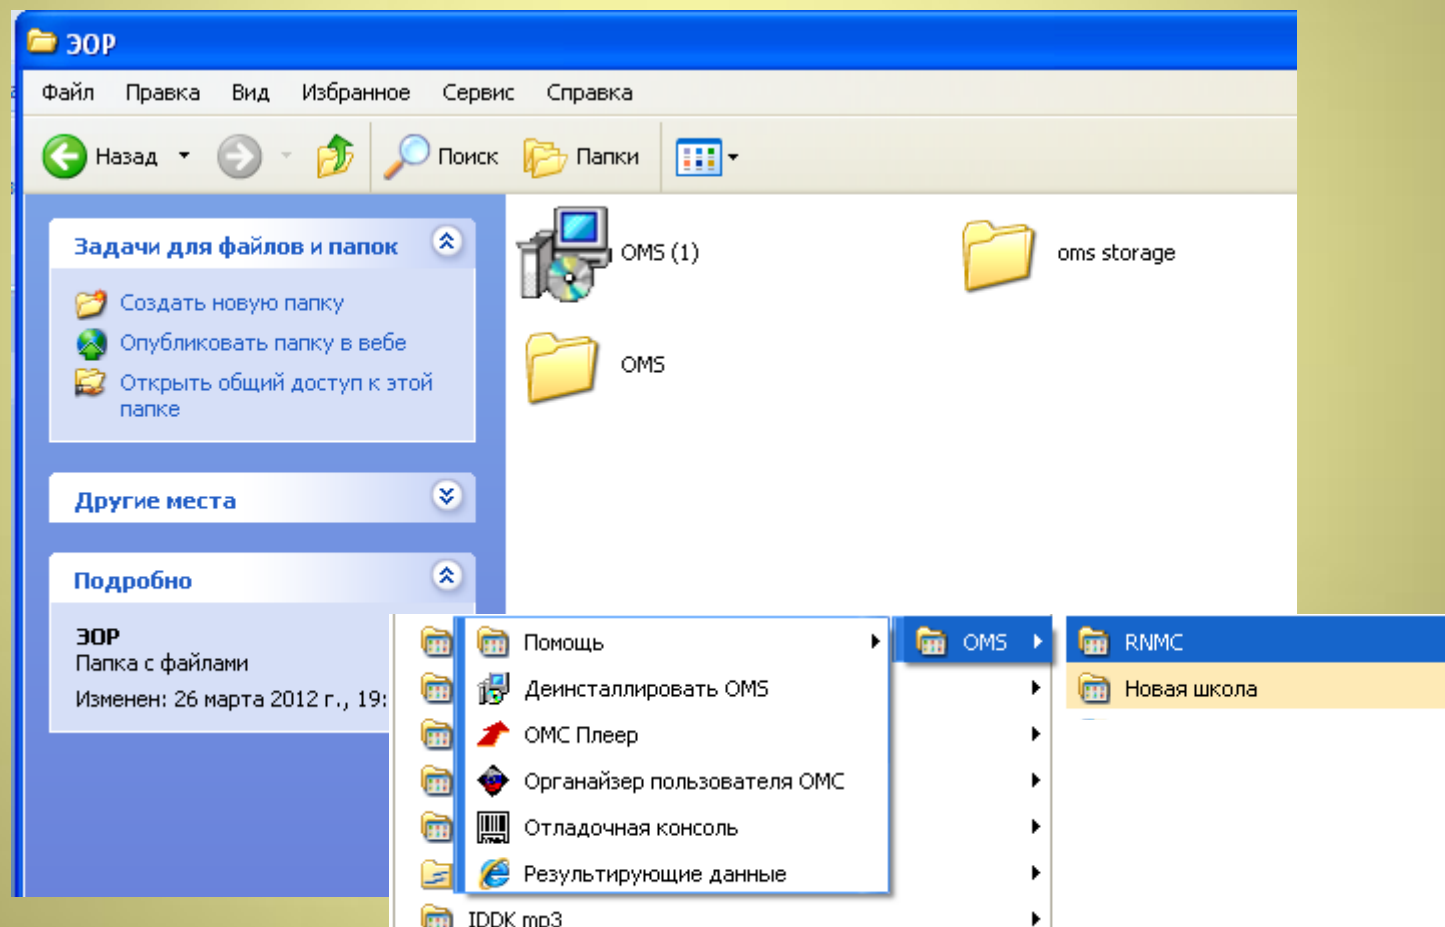 ЭОР
Файл Правка Вид Избранное Сервис Справка
Назад Поиск Папки
Задачи для файлов и папок
Создать новую папку
Опубликовать папку в вебе
Открыть общий доступ к этой
папке
Другие места
Подробно
ЭОР
Папка с файлами
Изменен: 26 марта 2012 г., 19:
OMS (1)
oms storage
OMS
Помощь
Деинсталлировать OMS
ОМС Плеер
Органайзер пользователя ОМС
Отладочная консоль
Результирующие данные
IDDK mp3
OMS
RNMC
Новая школа